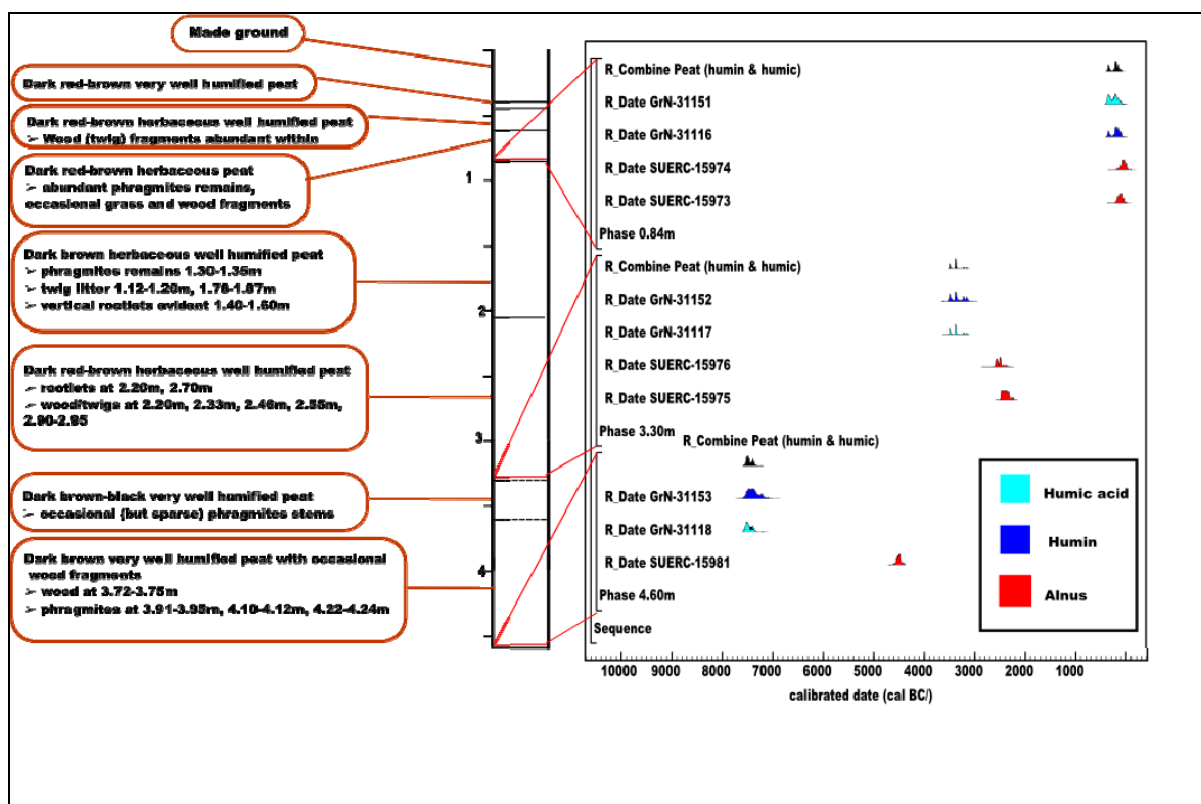 Made ground
Dark red-brown very well humified peat
Dark red-brown herbaceous well humified peat
➢ Wood (twig) fragments abundant within
Dark red-brown herbaceous peat
➢ abundant phragmites remains,
occasional grass and wood fragments
Dark brown herbaceous well humified peat
➢ phragmites remains 1.30-1.35m
➢ twig litter 1.12-1.20m, 1.78-1.87m
➢ vertical rootlets evident 1.40-1.60m
Dark red-brown herbaceous well humified peat
➢ rootlets at 2.20m, 2.70m
➢ wood/twigs at 2.20m, 2.33m, 2.46m, 2.55m,
2.90-2.95
Dark brown-black very well humified peat
➢ occasional (but sparse) phragmites stems
Dark brown very well humified peat with occasional
wood fragments
➢ wood at 3.72-3.75m
➢ phragmites at 3.91-3.95m, 4.10-4.12m, 4.22-4.24m
1
2
3
4
R_Combine Peat (humin & humic)
R_Date GrN-31151
R_Date GrN-31116
R_Date SUERC-15974
R_Date SUERC-15973
Phase 0.84m
R_Combine Peat (humin & humic)
R_Date GrN-31152
R_Date GrN-31117
R_Date SUERC-15976
R_Date SUERC-15975
Phase 3.30m
R_Combine Peat (humin & humic)
R_Date GrN-31153
R_Date GrN-31118
R_Date SUERC-15981
Phase 4.60m
Sequence
Humic acid
Humin
Alnus
10000 9000 8000 7000 6000 5000 4000 3000 2000 1000
calibrated date (cal BC/)